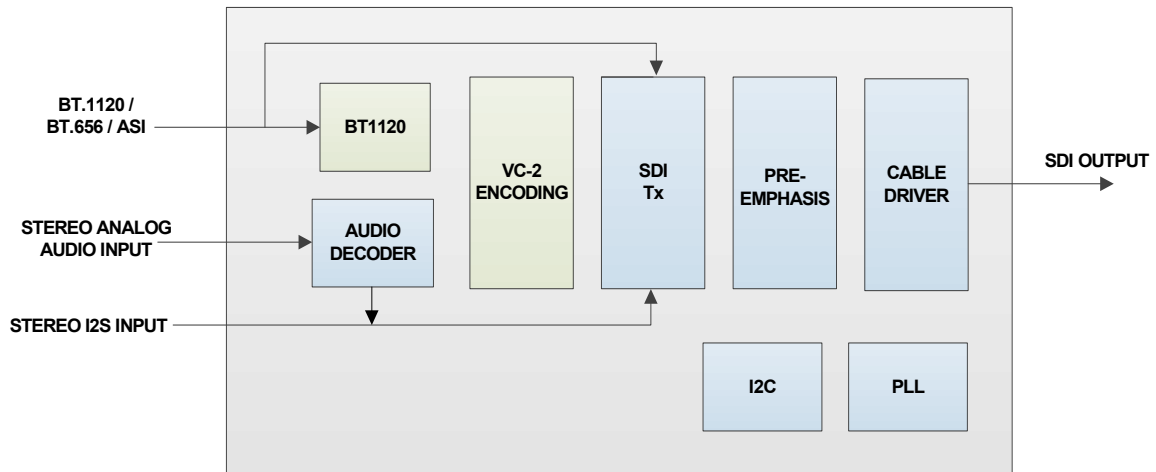 BT.1120 /
BT.656 / ASI
BT1120
VC-2
ENCODING
SDI
Tx
PRE-
EMPHASIS
CABLE
DRIVER
SDI OUTPUT
STEREO ANALOG
AUDIO INPUT
AUDIO
DECODER
STEREO I2S INPUT
I2C
PLL